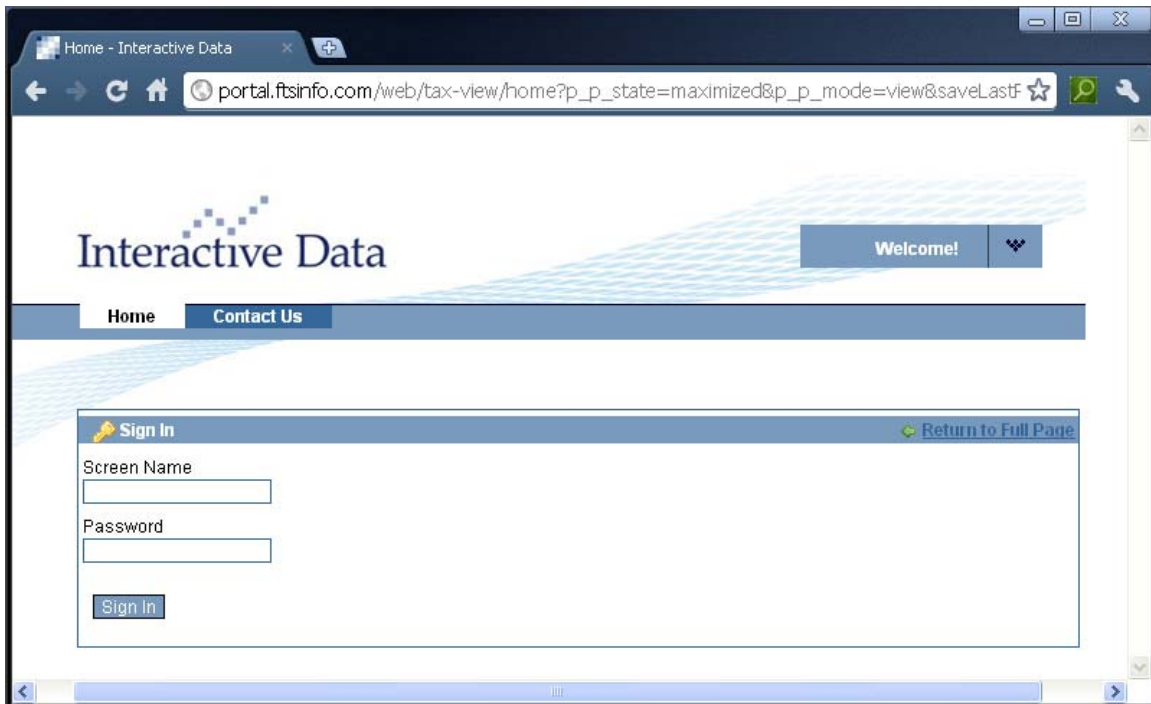 Home - Interactive Data
portal.ftsinfo.com/web/tax-view/home?p_p_state=maximized&p_p_mode=view&saveLast
Interactive Data
Welcome!
Home
Contact Us
Sign In
Return to Full Page
Screen Name
Password
Sign In